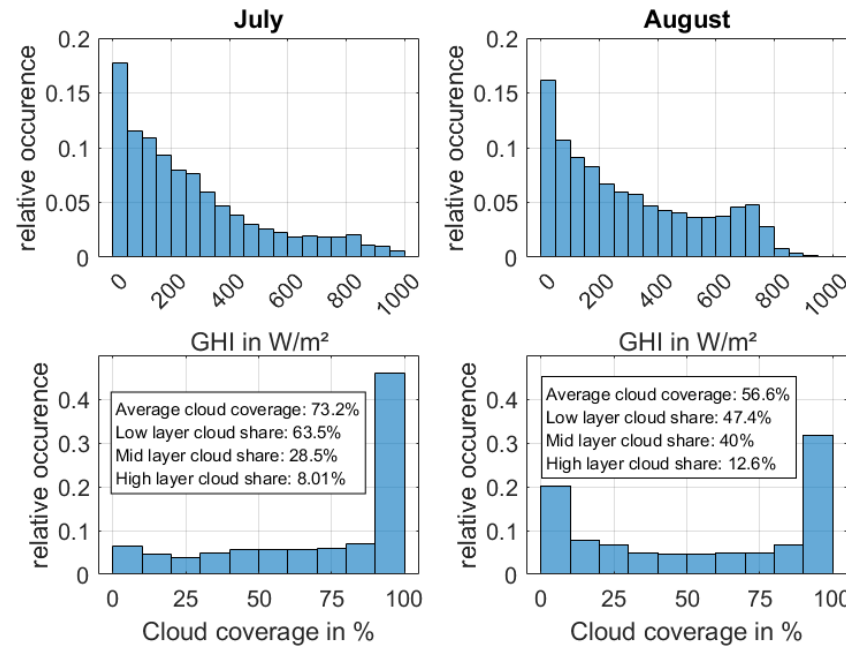 July
relative occurence
0.2
0.15
0.1
0.05
0
0
200
400
600
800
1000
GHI in W/m²
August
relative occurence
0.2
0.15
0.1
0.05
0
0
200
400
600
800
1000
GHI in W/m²
relative occurence
0.4
0.3
0.2
0.1
0
Average cloud coverage: 73.2%
Low layer cloud share: 63.5%
Mid layer cloud share: 28.5%
High layer cloud share: 8.01%
0
25
50
75
100
Cloud coverage in %
relative occurence
0.4
0.3
0.2
0.1
0
Average cloud coverage: 56.6%
Low layer cloud share: 47.4%
Mid layer cloud share: 40%
High layer cloud share: 12.6%
0
25
50
75
100
Cloud coverage in %